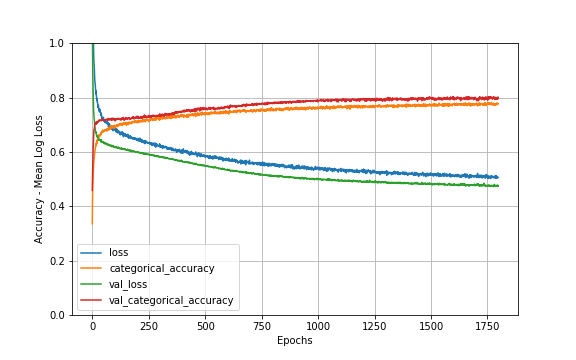 1.0
0.8
0.6
0.4
0.2
0.0
Accuracy - Mean Log Loss
loss
categorical_accuracy
val_loss
val_categorical_accuracy
0 250 500 750 1000 1250 1500 1750
Epochs